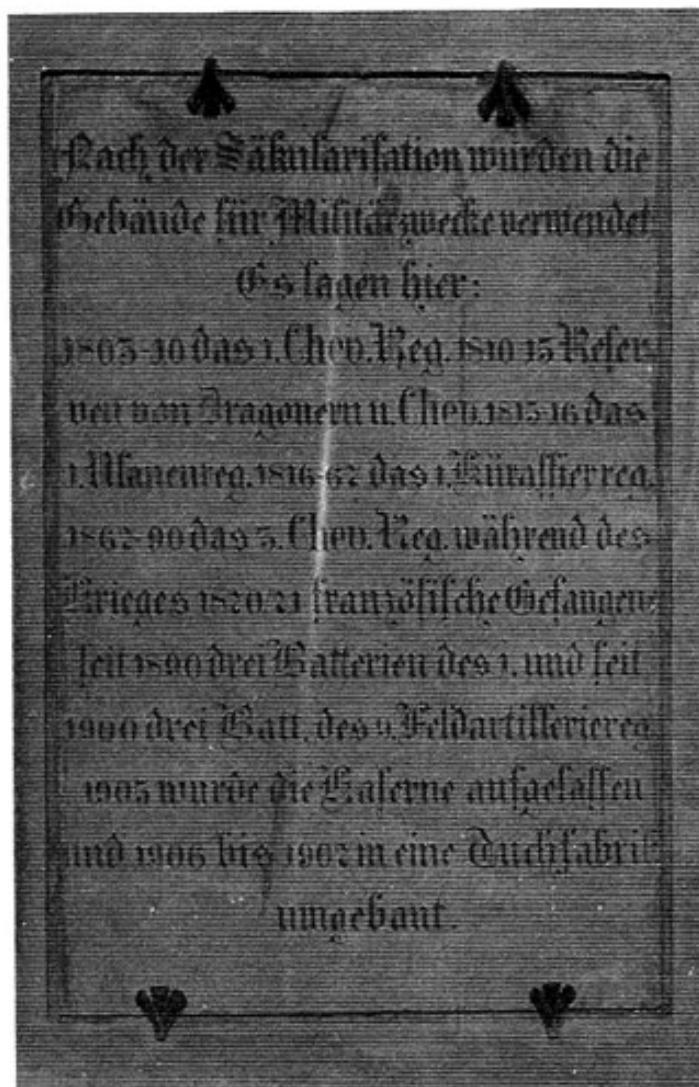 Nach der Säkularisation wurden die
Gebäude für Militärzwecke verwendet
Es lagen hier:
1803-10 das 1. Chev. Reg. 1810-15 Reser-
ven von Dragonern u. Chev. 1815-16 das
1. Ulanenreg. 1816-62 das 1. Kürassierreg.
1862-90 das 3. Chev. Reg. während des
Krieges 1870/71 französische Gefangene
seit 1890 drei Batterien des 1. und seit
1900 drei Batt. des 9. Feldartilleriereg.
1905 wurde die Kaserne aufgelassen
und 1906 bis 1907 in eine Tuchfabrik
umgebaut.